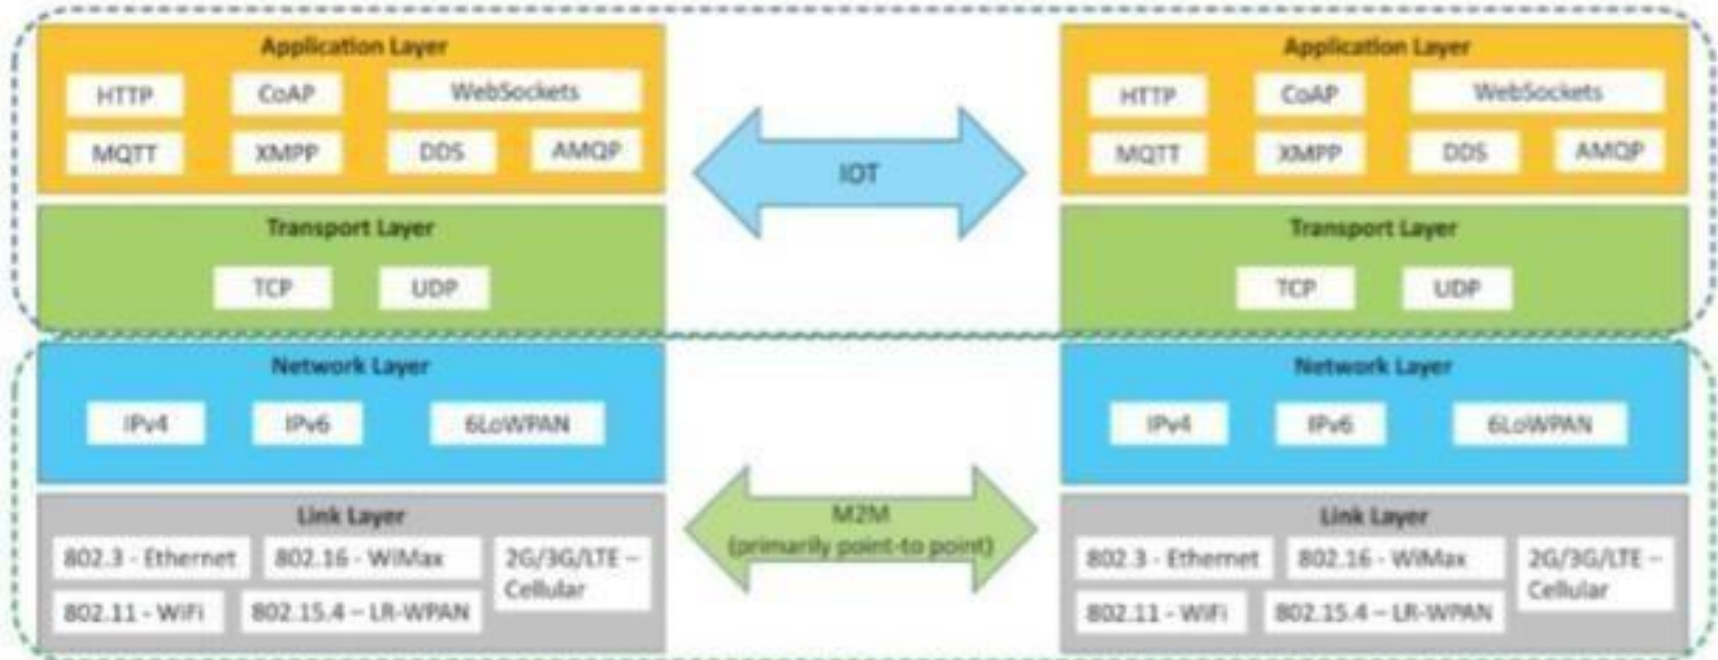 Application Layer
HTTP CoAP WebSockets
MQTT XMPP DDS AMQP
Transport Layer
TCP UDP
Network Layer
IPv4 IPv6 6LoWPAN
Link Layer
802.3 - Ethernet 802.16 - WiMax 2G/3G/LTE –
Cellular
802.11 - WiFi 802.15.4 – LR-WPAN
IOT
M2M
(primarily point-to point)
Application Layer
HTTP CoAP WebSockets
MQTT XMPP DDS AMQP
Transport Layer
TCP UDP
Network Layer
IPv4 IPv6 6LoWPAN
Link Layer
802.3 - Ethernet 802.16 - WiMax 2G/3G/LTE –
Cellular
802.11 - WiFi 802.15.4 – LR-WPAN